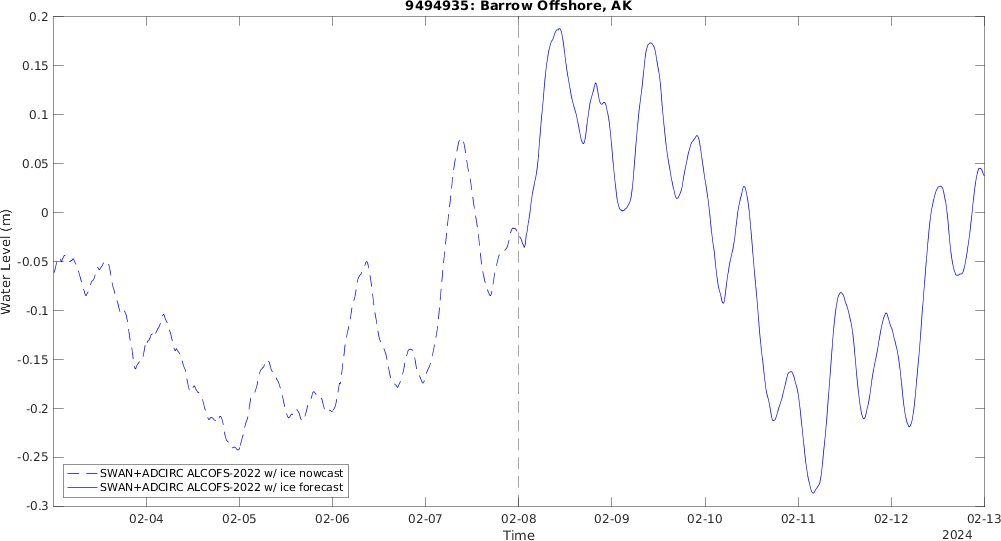 9494935: Barrow Offshore, AK
0.2
0.15
0.1
0.05
0
-0.05
-0.1
-0.15
-0.2
-0.25
-0.3
Water Level (m)
SWAN+ADCIRC ALCOFS-2022 w/ ice nowcast
SWAN+ADCIRC ALCOFS-2022 w/ ice forecast
02-04 02-05 02-06 02-07 02-08 02-09 02-10 02-11 02-12 02-13
Time
2024